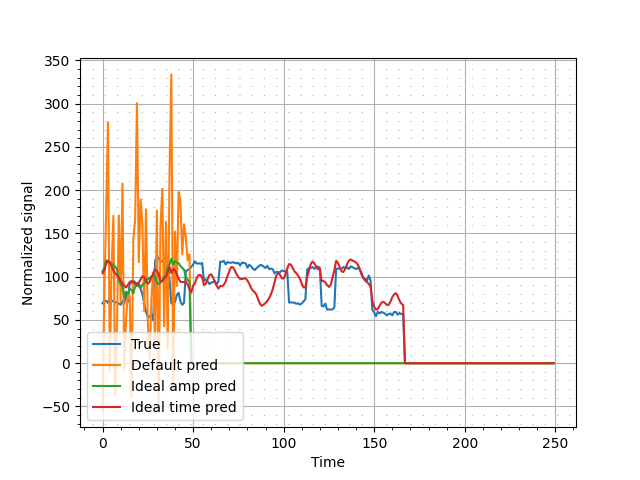 350
300
250
200
150
100
50
0
−50
Normalized signal
True
Default pred
Ideal amp pred
Ideal time pred
0 50 100 150 200 250
Time